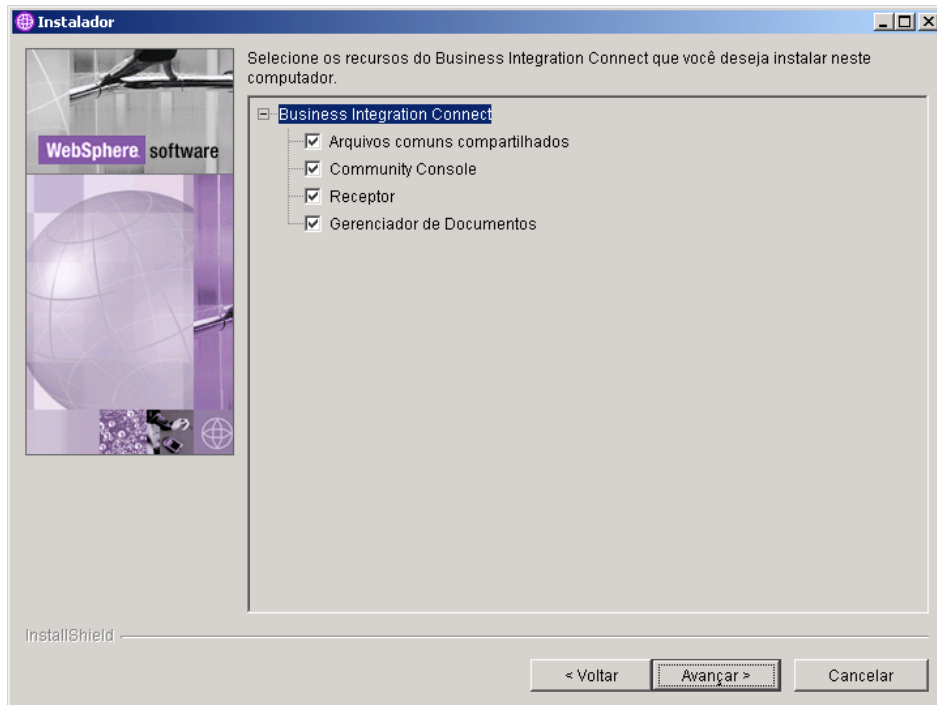 Instalador
Selecione os recursos do Business Integration Connect que você deseja instalar neste
computador.
WebSphere. software
Business Integration Connect
Arquivos comuns compartilhados
Community Console
Receptor
Gerenciador de Documentos
InstallShield
< Voltar
Avançar >
Cancelar